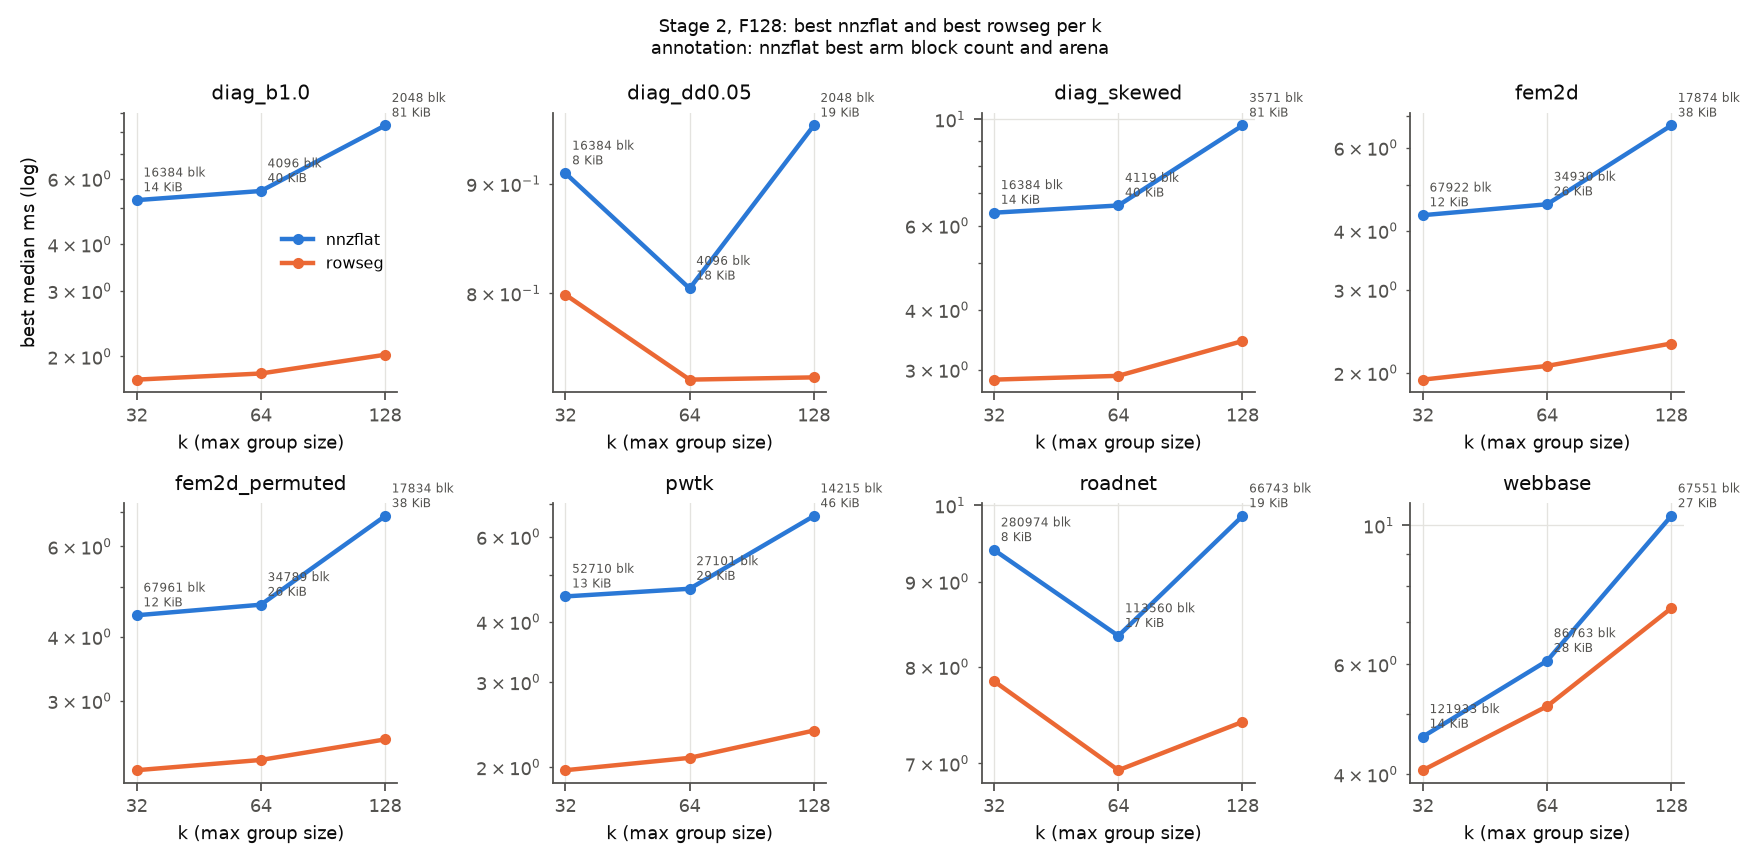 Stage 2, F128: best nnzflat and best rowseg per k
annotation: nnzflat best arm block count and arena
diag_b1.0
best median ms (log)
6 × 10⁰
4 × 10⁰
3 × 10⁰
2 × 10⁰
16384 blk
14 KiB
4096 blk
40 KiB
2048 blk
81 KiB
nnzflat
rowseg
32
64
128
k (max group size)
diag_dd0.05
9 × 10⁻¹
8 × 10⁻¹
16384 blk
8 KiB
4096 blk
18 KiB
2048 blk
19 KiB
32
64
128
k (max group size)
diag_skewed
10¹
6 × 10⁰
4 × 10⁰
3 × 10⁰
16384 blk
14 KiB
4119 blk
40 KiB
3571 blk
81 KiB
32
64
128
k (max group size)
fem2d
6 × 10⁰
4 × 10⁰
3 × 10⁰
2 × 10⁰
67922 blk
12 KiB
34930 blk
26 KiB
17874 blk
38 KiB
32
64
128
k (max group size)
fem2d_permuted
6 × 10⁰
4 × 10⁰
3 × 10⁰
67961 blk
12 KiB
34789 blk
26 KiB
17834 blk
38 KiB
32
64
128
k (max group size)
pwtk
6 × 10⁰
4 × 10⁰
3 × 10⁰
2 × 10⁰
52710 blk
13 KiB
27101 blk
29 KiB
14215 blk
46 KiB
32
64
128
k (max group size)
roadnet
10¹
9 × 10⁰
8 × 10⁰
7 × 10⁰
280974 blk
8 KiB
blk
17 KiB
66743 blk
19 KiB
32
64
128
k (max group size)
webbase
10¹
6 × 10⁰
4 × 10⁰
blk
14 KiB
86763 blk
28 KiB
67551 blk
27 KiB
32
64
128
k (max group size)